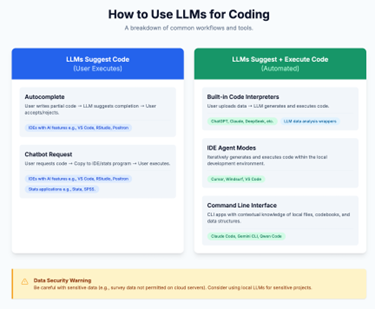 How to Use LLMs for Coding
A breakdown of common workflows and tools.
LLMs Suggest Code
(User Executes)
Autocomplete
User writes partial code → LLM suggests completion → User
accepts/rejects.
IDEs with AI features e.g., VS Code, RStudio, Positron
Chatbot Request
User requests code → Copy to IDE/stats program → User executes.
IDEs with AI features e.g., VS Code, RStudio, Positron
Stats applications e.g., Stata, SPSS.
LLMs Suggest + Execute Code
(Automated)
Built-in Code Interpreters
User uploads data → LLM generates and executes code.
ChatGPT, Claude, DeepSeek, etc.
LLM data analysis wrappers
IDE Agent Modes
Iteratively generates and executes code within the local
development environment.
Cursor, Windsurf, VS Code
Command Line Interface
CLI apps with contextual knowledge of local files, codebooks, and
data structures.
Claude Code, Gemini CLI, Qwen Code
Data Security Warning
Be careful with sensitive data (e.g., survey data not permitted on cloud servers). Consider using local LLMs for sensitive projects.